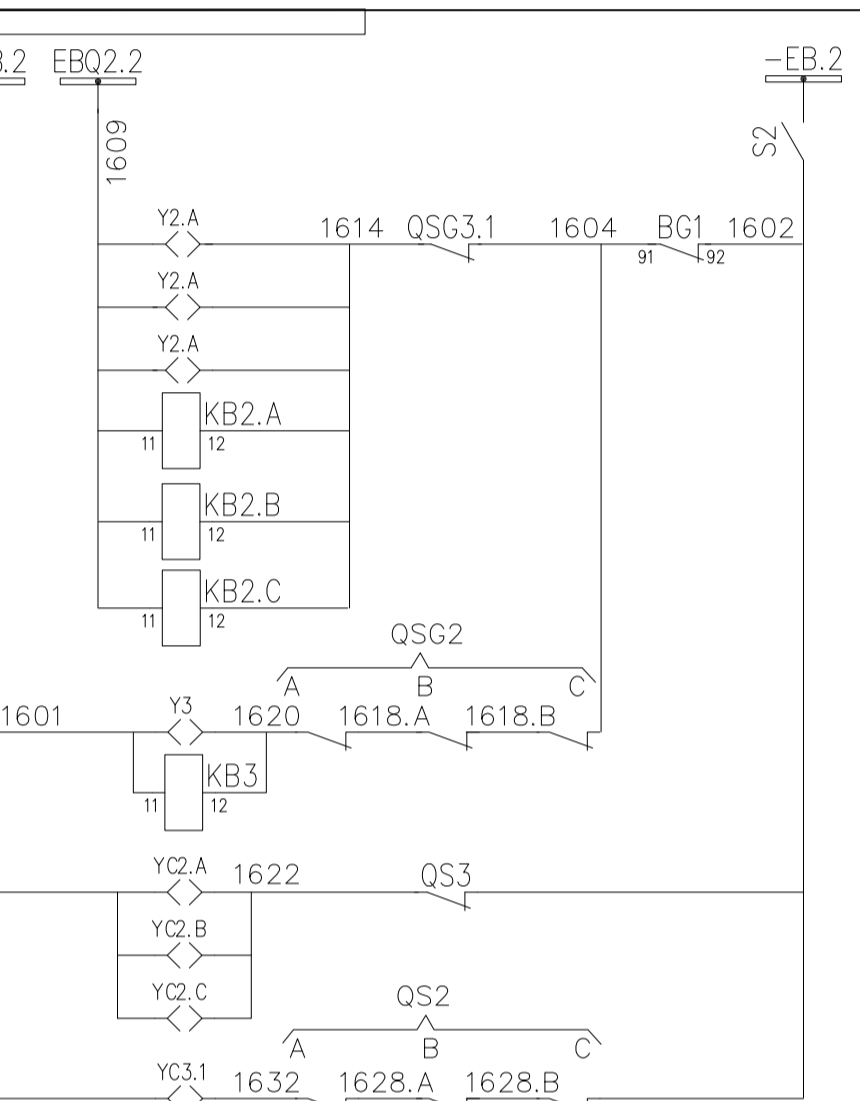 .2 EBQ2.2 -EB.2
1609
S2
Y2.A 1614 QSG3.1 1604 BG1 1602
91 92
Y2.A
Y2.A
KB2.A
11 12
KB2.B
11 12
KB2.C
11 12
QSG2
A B C
1601 Y3 1620 1618.A 1618.B
KB3
11 12
YC2.A 1622 QS3
YC2.B
YC2.C
QS2
A B C
YC3.1 1632 1628.A 1628.B